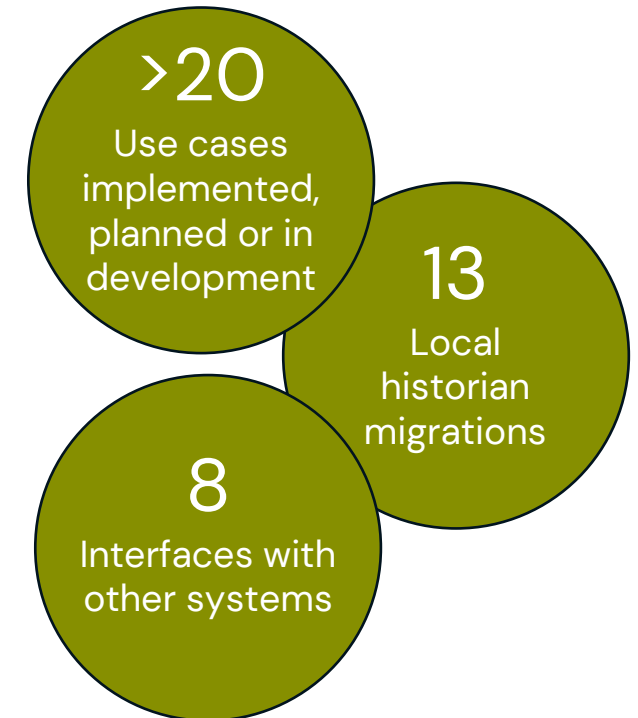 >20
Use cases
implemented,
planned or in
development
13
Local
historian
migrations
8
Interfaces with
other systems